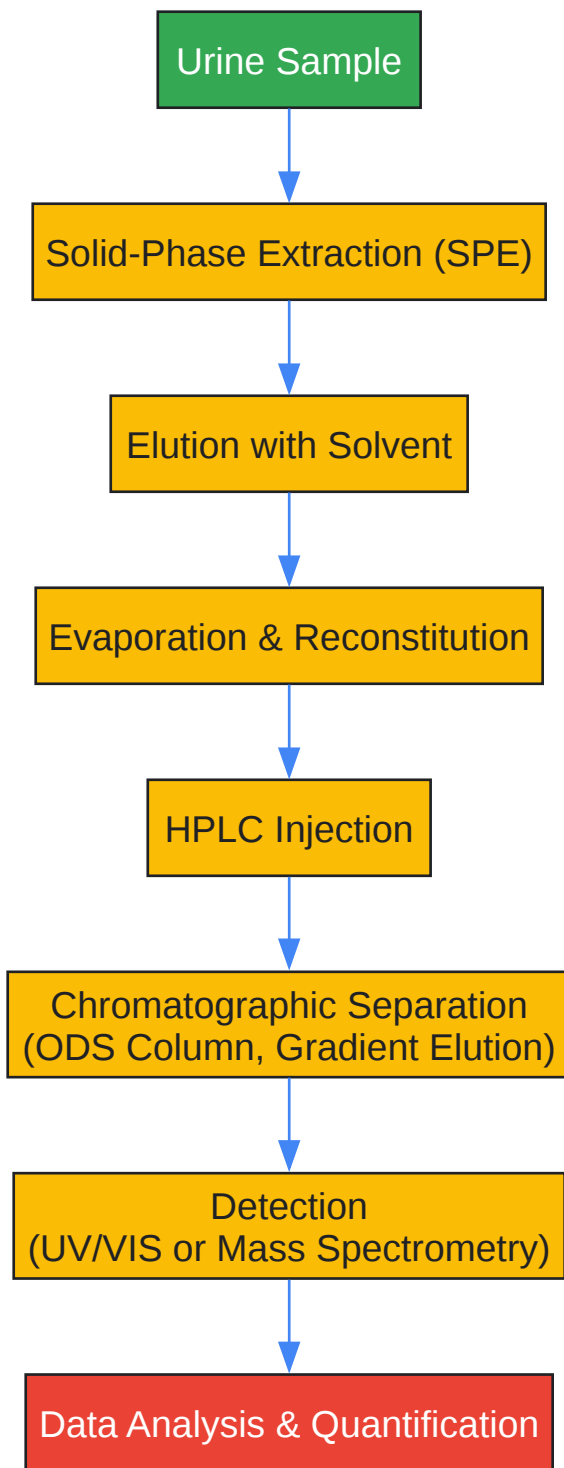 Urine Sample
Solid-Phase Extraction (SPE)
Elution with Solvent
Evaporation & Reconstitution
HPLC Injection
Chromatographic Separation
(ODS Column, Gradient Elution)
Detection
(UV/VIS or Mass Spectrometry)
Data Analysis & Quantification